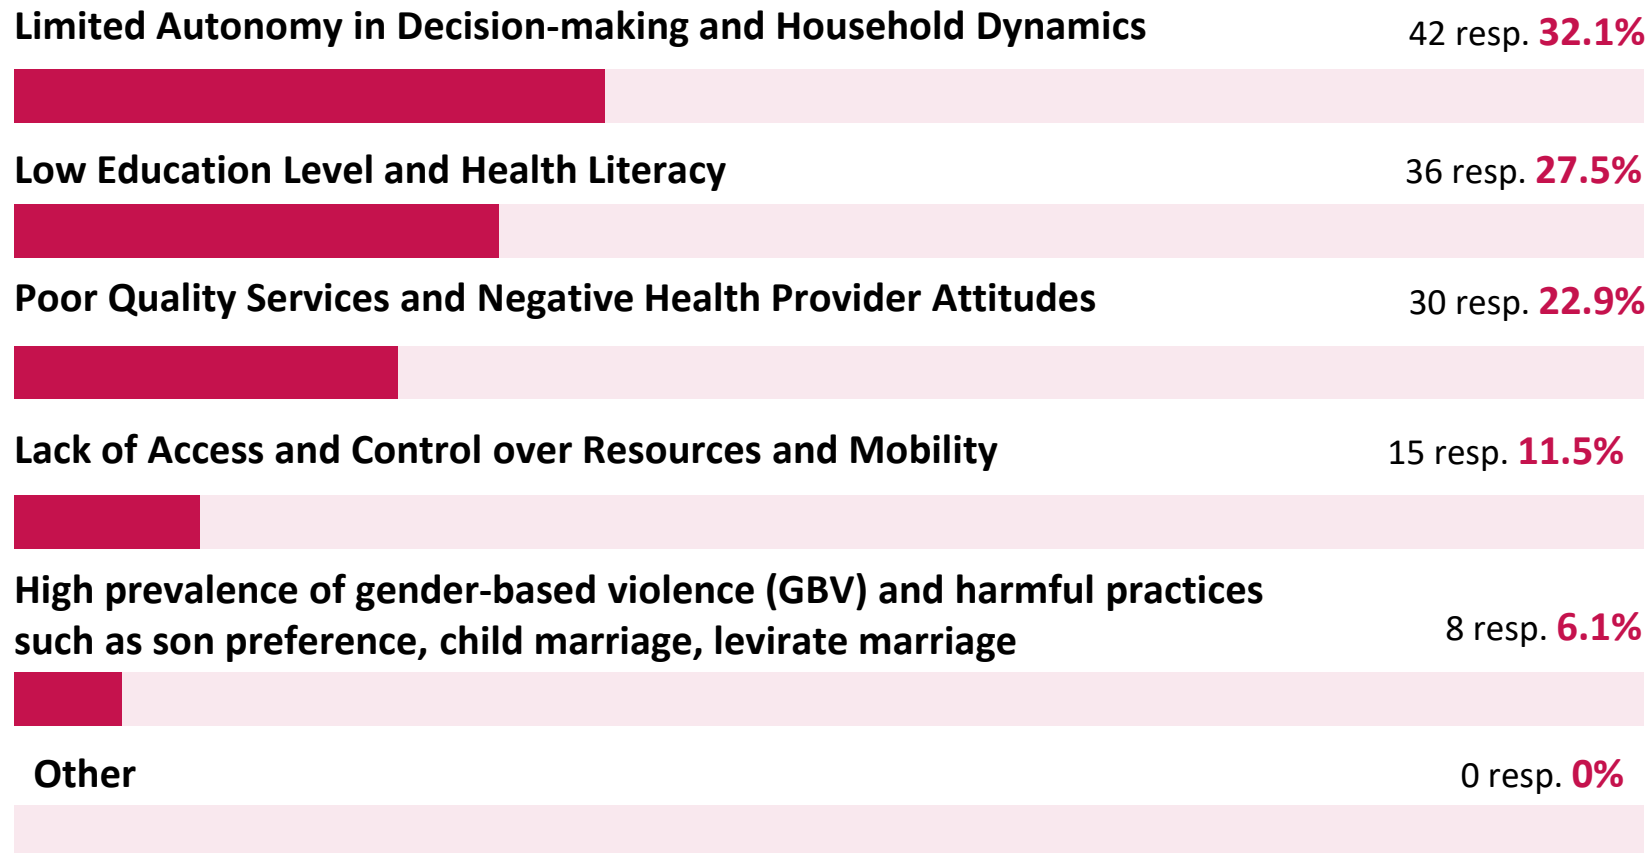 Limited Autonomy in Decision-making and Household Dynamics 42 resp. 32.1%
Low Education Level and Health Literacy 36 resp. 27.5%
Poor Quality Services and Negative Health Provider Attitudes 30 resp. 22.9%
Lack of Access and Control over Resources and Mobility 15 resp. 11.5%
High prevalence of gender-based violence (GBV) and harmful practices
such as son preference, child marriage, levirate marriage 8 resp. 6.1%
Other 0 resp. 0%